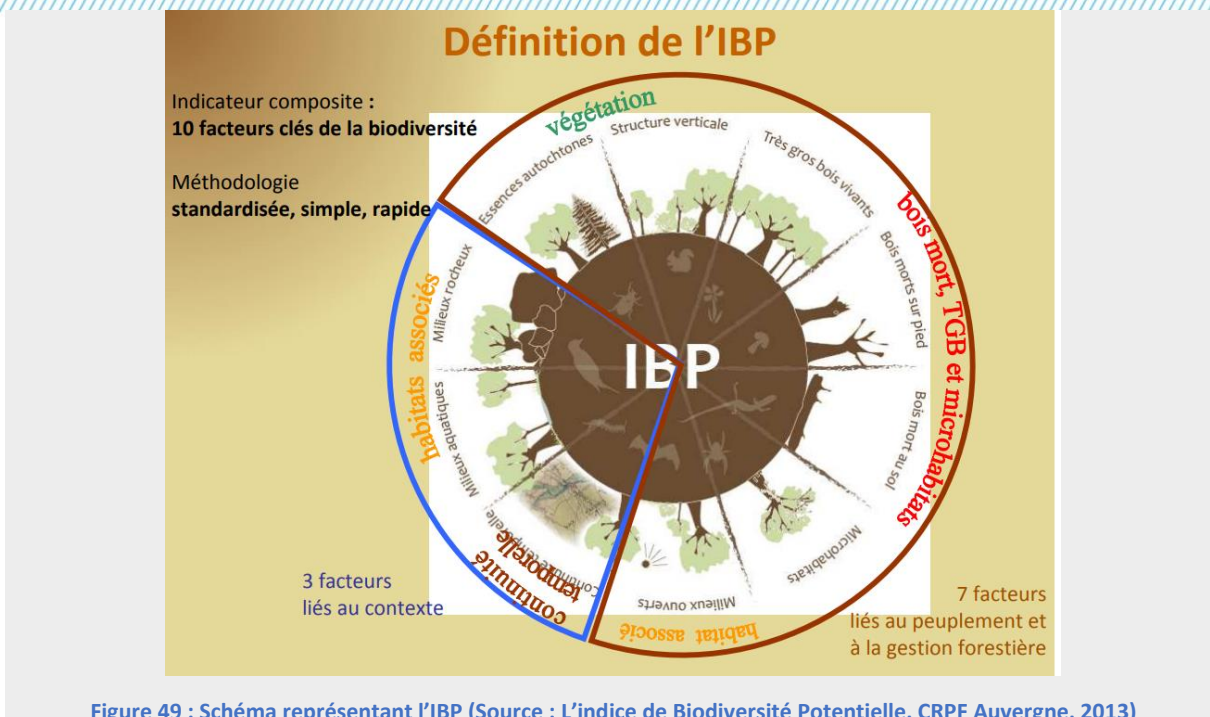 Définition de l’IBP
Indicateur composite :
10 facteurs clés de la biodiversité
Méthodologie
standardisée, simple, rapide
végétation
Essences autochtones
Structure verticale
Très gros bois vivants
bois mort, TGB et microhabitats
Bois morts sur pied
Bois mort au sol
Microhabitats
Milieux ouverts
habitat associé
continuité
temporelle
Milieux aquatiques
Milieux rocheux
habitats associés
IBP
3 facteurs
liés au contexte
7 facteurs
liés au peuplement et
à la gestion forestière
Figure 49 : Schéma représentant l’IBP (Source : L’indice de Biodiversité Potentielle, CRPF Auvergne, 2013)